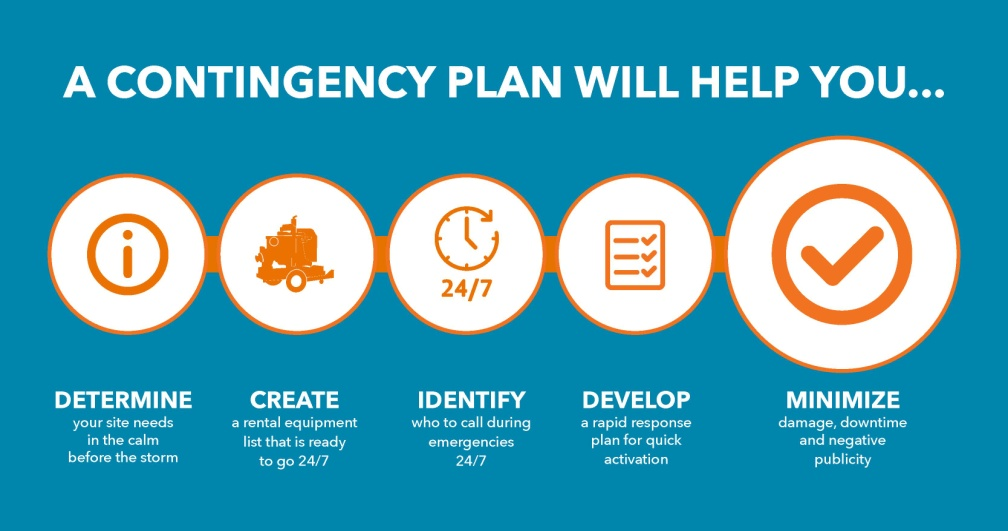 A CONTINGENCY PLAN WILL HELP YOU...
24/7
DETERMINE
your site needs
in the calm
before the storm
CREATE
a rental equipment
list that is ready
to go 24/7
IDENTIFY
who to call during
emergencies
24/7
DEVELOP
a rapid response
plan for quick
activation
MINIMIZE
damage, downtime
and negative
publicity